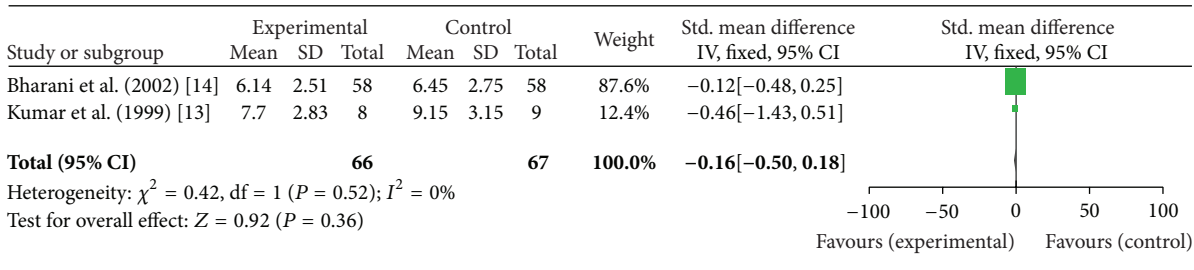 Experimental Control Std. mean difference Std. mean difference
Study or subgroup Mean SD Total Mean SD Total Weight IV, fixed, 95% CI IV, fixed, 95% CI
Bharani et al. (2002) [14] 6.14 2.51 58 6.45 2.75 58 87.6% −0.12[−0.48, 0.25]
Kumar et al. (1999) [13] 7.7 2.83 8 9.15 3.15 9 12.4% −0.46[−1.43, 0.51]
Total (95% CI) 66 67 100.0% −0.16[−0.50, 0.18]
Heterogeneity: χ² = 0.42, df = 1 (P = 0.52); I² = 0%
Test for overall effect: Z = 0.92 (P = 0.36)
−100 −50 0 50 100
Favours (experimental) Favours (control)